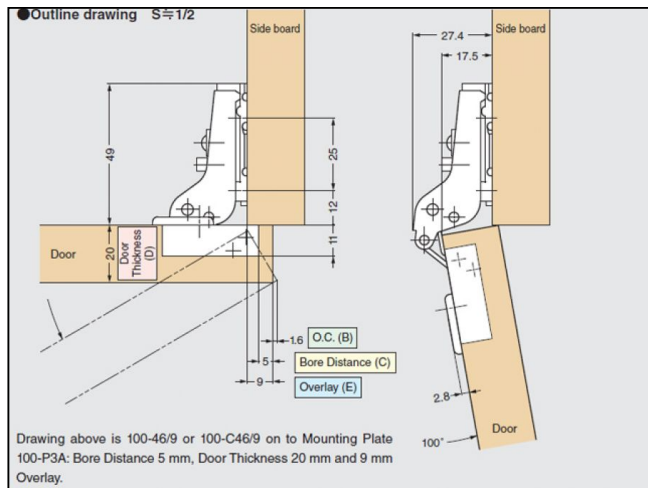 ●Outline drawing S≒1/2
Side board
Side board
27.4
17.5
49
25
12
11
Door
20
Door Thickness (D)
1.6
O.C. (B)
5
Bore Distance (C)
9
Overlay (E)
2.8
100°
Door
Drawing above is 100-46/9 or 100-C46/9 on to Mounting Plate
100-P3A: Bore Distance 5 mm, Door Thickness 20 mm and 9 mm
Overlay.